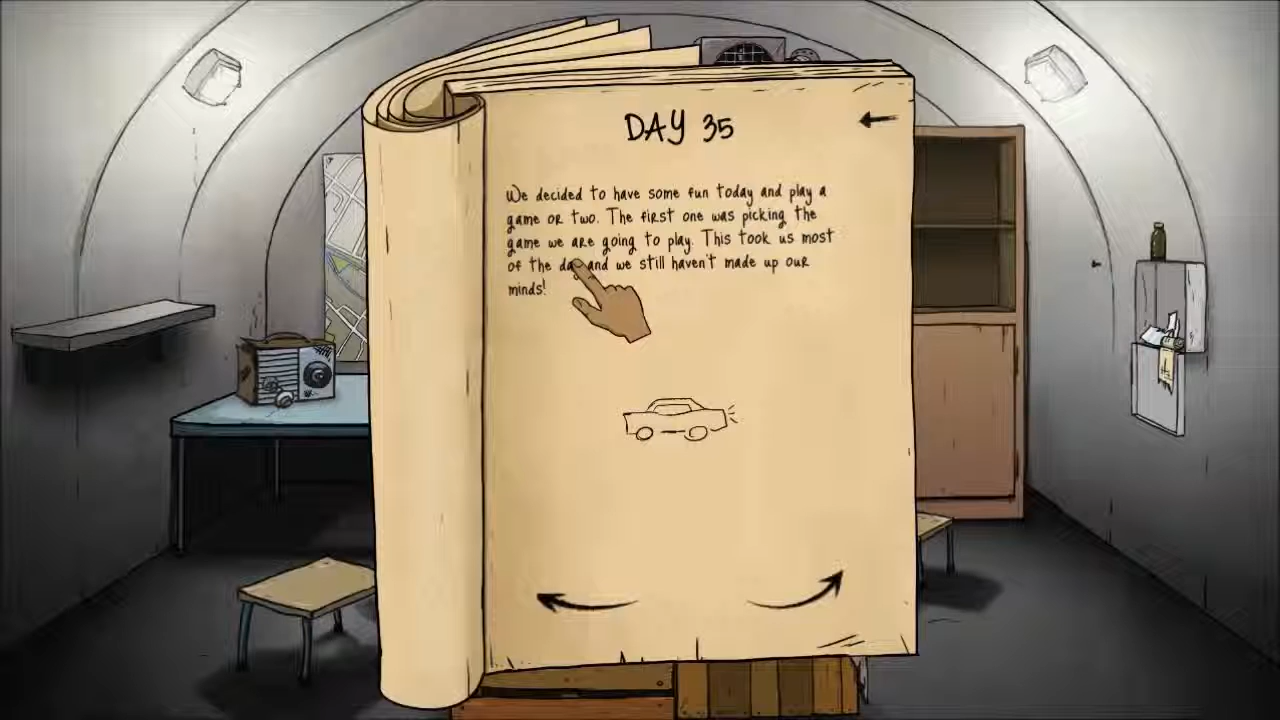 DAY 35
We decided to have some fun today and play a
game or two. The first one was picking the
game we are going to play. This took us most
of the and we still haven't made up our
minds!